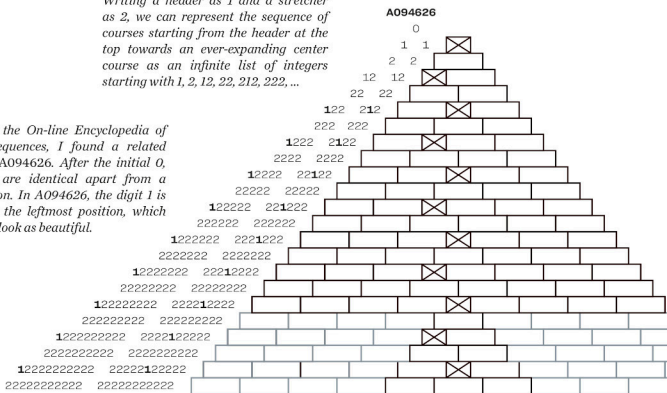 Writing a header as 1 and a stretcher
as 2, we can represent the sequence of
courses starting from the header at the
top towards an ever-expanding center
course as an infinite list of integers
starting with 1, 2, 12, 22, 212, 222, ...
the On-line Encyclopedia of
equences, I found a related
A094626. After the initial 0,
are identical apart from a
on. In A094626, the digit 1 is
the leftmost position, which
look as beautiful.
A094626
0
1 1
2 2
12 12
22 22
122 212
222 222
1222 2122
2222 2222
12222 22122
22222 22222
122222 221222
222222 222222
1222222 2221222
2222222 2222222
12222222 22212222
22222222 22222222
122222222 222212222
222222222 222222222
1222222222 2222122222
2222222222 2222222222
12222222222 22222122222
22222222222 22222222222